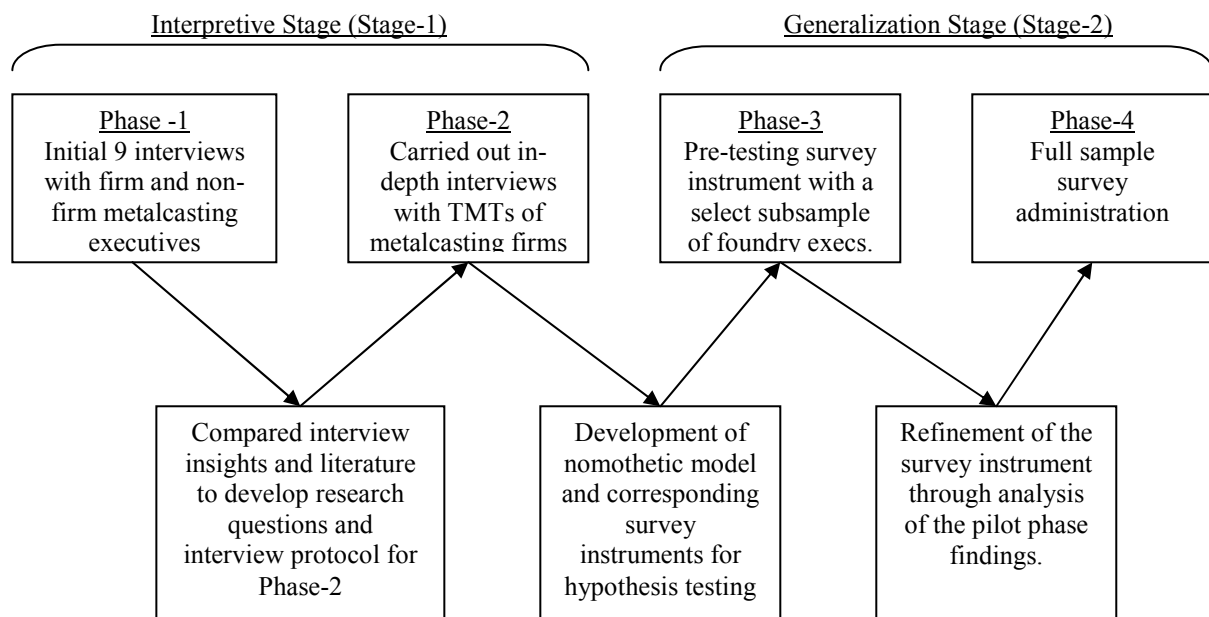 Interpretive Stage (Stage-1)
Generalization Stage (Stage-2)
Phase -1
Initial 9 interviews
with firm and non-
firm metalcasting
executives
Phase-2
Carried out in-
depth interviews
with TMTs of
metalcasting firms
Phase-3
Pre-testing survey
instrument with a
select subsample
of foundry execs.
Phase-4
Full sample
survey
administration
Compared interview
insights and literature
to develop research
questions and
interview protocol for
Phase-2
Development of
nomothetic model
and corresponding
survey
instruments for
hypothesis testing
Refinement of the
survey instrument
through analysis
of the pilot phase
findings.